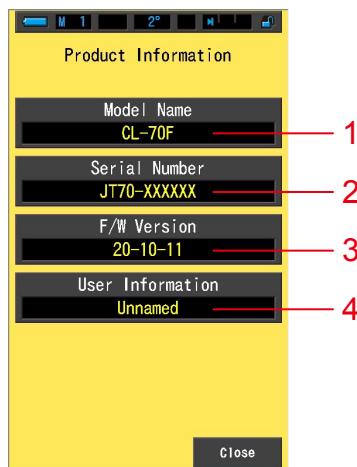 M 1 2°
Product Information
Model Name
CL-70F
1
Serial Number
JT70-XXXXXX
2
F/W Version
20-10-11
3
User Information
Unnamed
4
Close